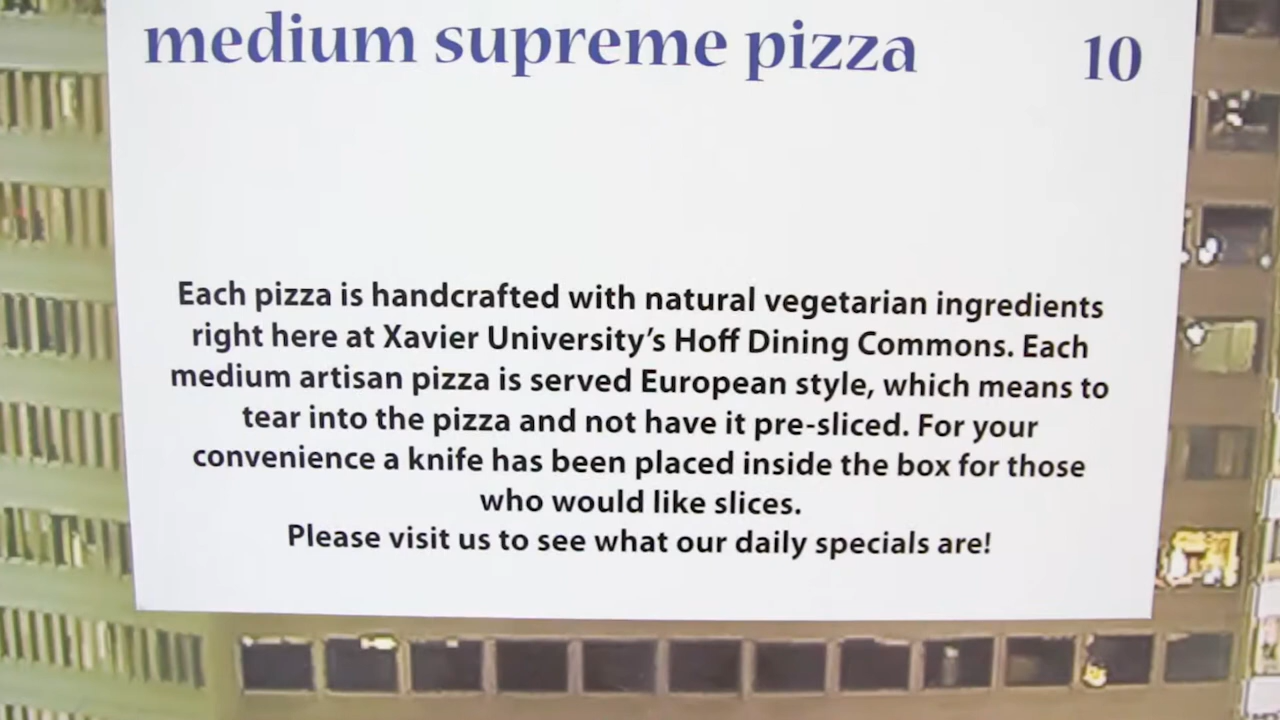 medium supreme pizza 10
Each pizza is handcrafted with natural vegetarian ingredients
right here at Xavier University's Hoff Dining Commons. Each
medium artisan pizza is served European style, which means to
tear into the pizza and not have it pre-sliced. For your
convenience a knife has been placed inside the box for those
who would like slices.
Please visit us to see what our daily specials are!